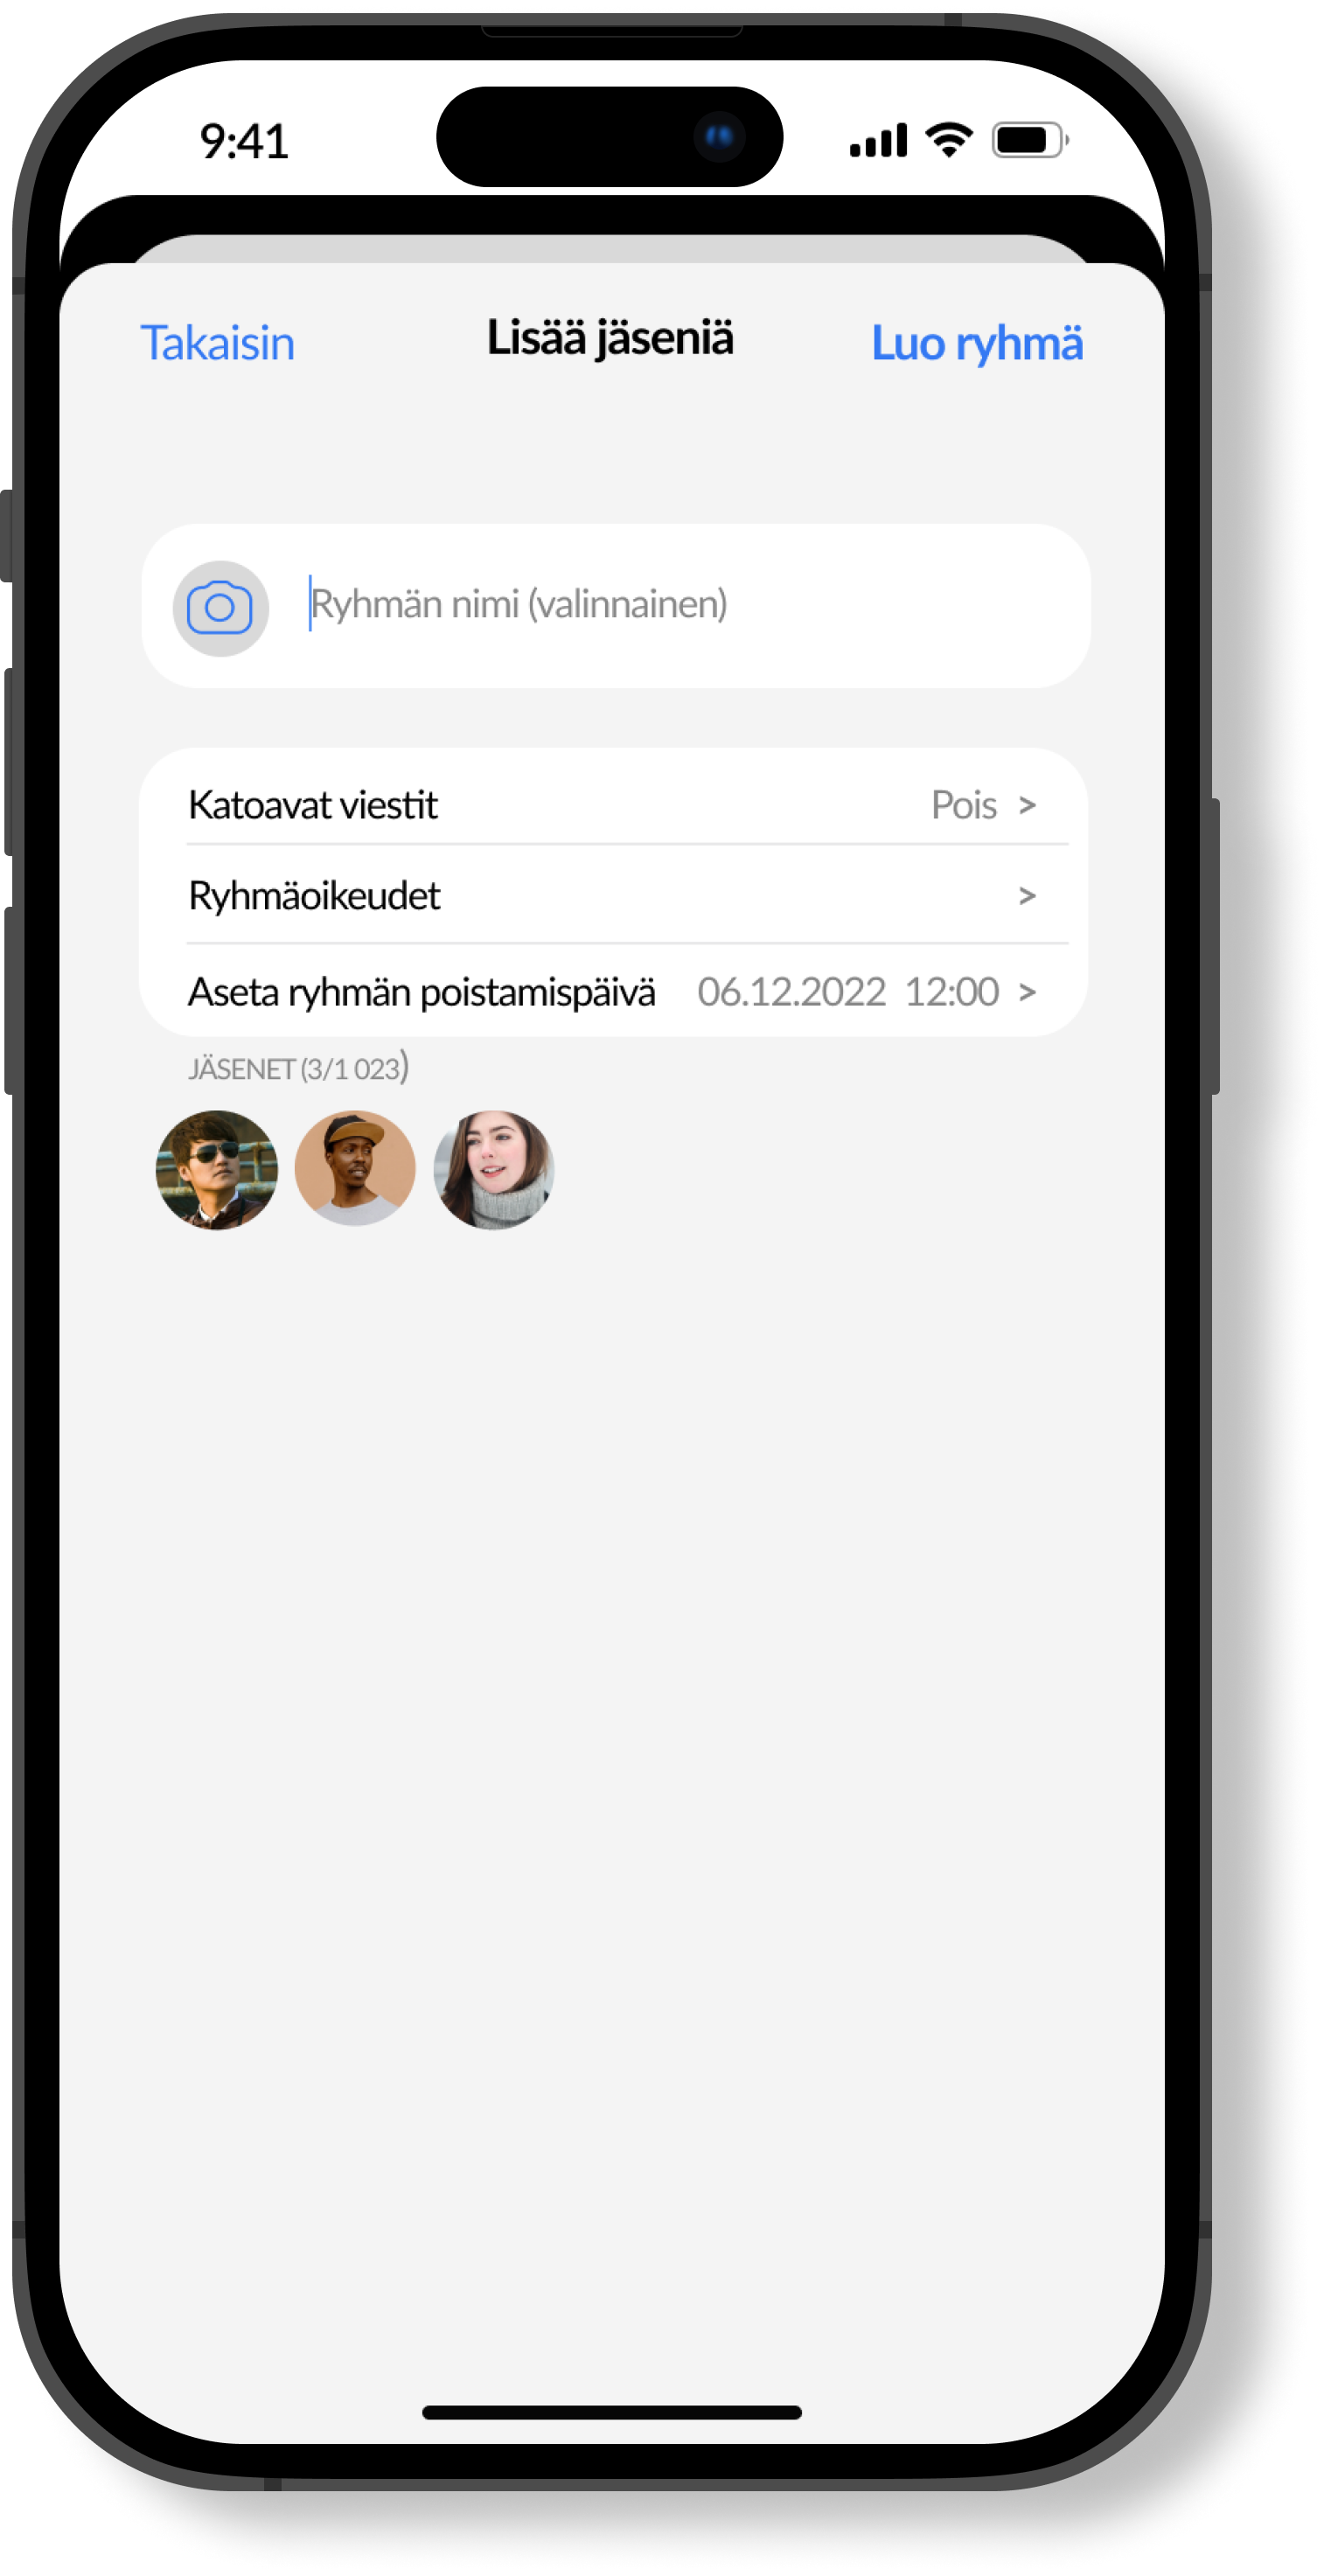 9:41
Takaisin Lisää jäseniä Luo ryhmä
Ryhmän nimi (valinnainen)
Katoavat viestit Pois >
Ryhmäoikeudet >
Aseta ryhmän poistamispäivä 06.12.2022 12:00 >
JÄSENET (3/1 023)